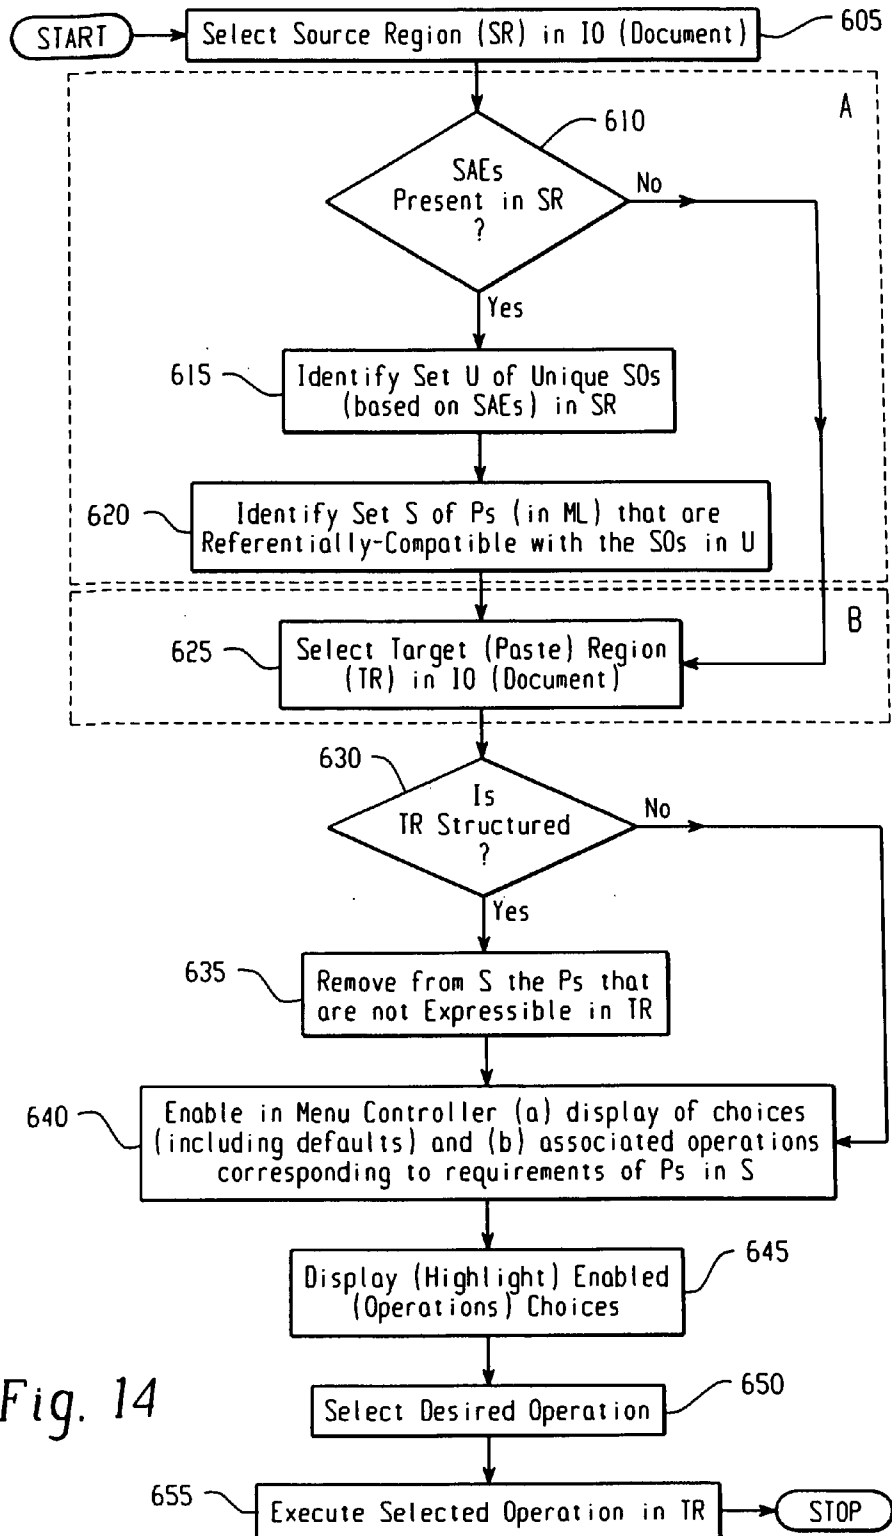 START
Select Source Region (SR) in IO (Document)
605
A
610
SAEs
Present in SR
?
No
Yes
615
Identify Set U of Unique SOs
(based on SAEs) in SR
620
Identify Set S of Ps (in ML) that are
Referentially-Compatible with the SOs in U
B
625
Select Target (Paste) Region
(TR) in IO (Document)
630
Is
TR Structured
?
No
Yes
635
Remove from S the Ps that
are not Expressible in TR
640
Enable in Menu Controller (a) display of choices
(including defaults) and (b) associated operations
corresponding to requirements of Ps in S
645
Display (Highlight) Enabled
(Operations) Choices
Fig. 14
650
Select Desired Operation
655
Execute Selected Operation in TR
STOP